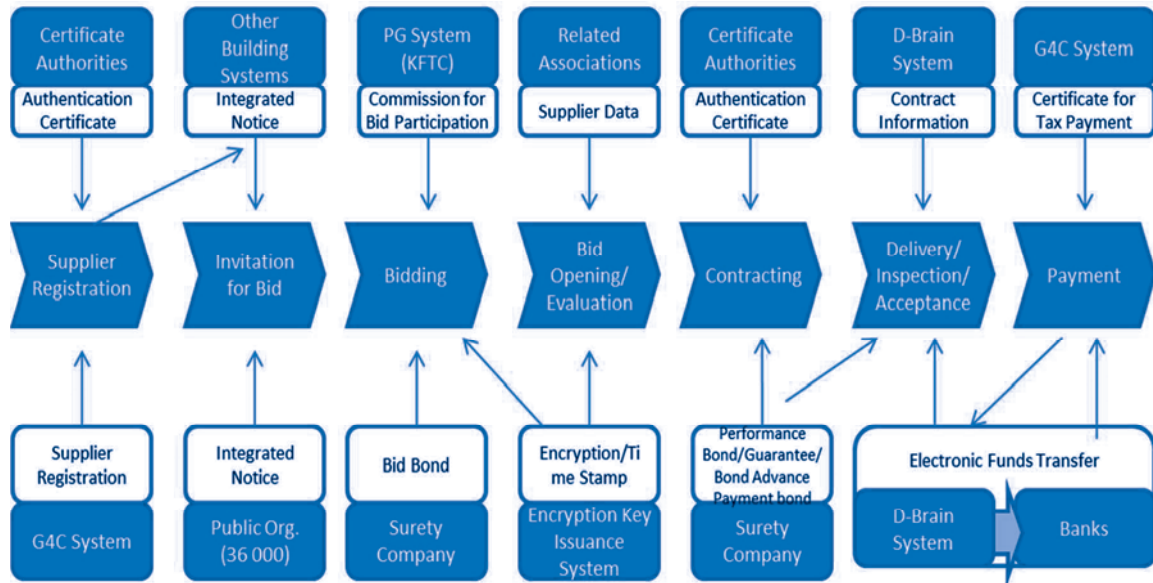 Certificate
Authorities
Authentication
Certificate
Other
Building
Systems
Integrated
Notice
PG System
(KFTC)
Commission for
Bid Participation
Related
Associations
Supplier Data
Certificate
Authorities
Authentication
Certificate
D-Brain
System
Contract
Information
G4C System
Certificate for
Tax Payment
Supplier
Registration
Invitation
for Bid
Bidding
Bid
Opening/
Evaluation
Contracting
Delivery/
Inspection/
Acceptance
Payment
Supplier
Registration
G4C System
Integrated
Notice
Public Org.
(36 000)
Bid Bond
Surety
Company
Encryption/Ti
me Stamp
Encryption Key
Issuance
System
Performance
Bond/Guarantee/
Bond Advance
Payment bond
Surety
Company
Electronic Funds Transfer
D-Brain
System
Banks